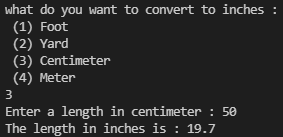 what do you want to convert to inches :
(1) Foot
(2) Yard
(3) Centimeter
(4) Meter
3
Enter a length in centimeter : 50
The length in inches is : 19.7